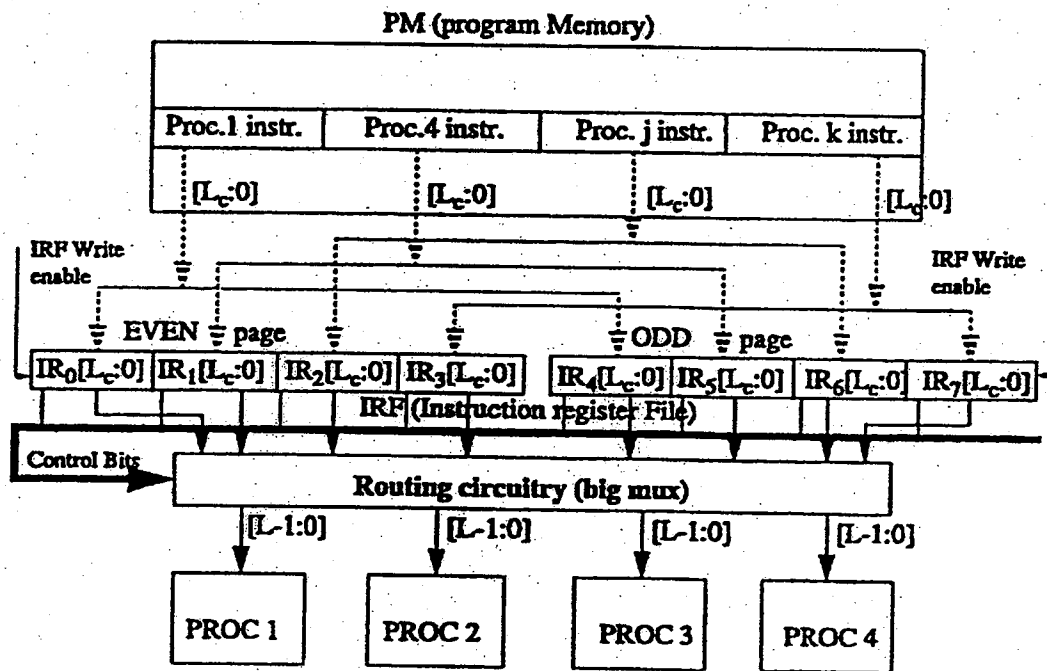 PM (program Memory)
Proc.1 instr. Proc.4 instr. Proc. j instr. Proc. k instr.
[Lc:0] [Lc:0] [Lc:0] [Lc:0]
IRF Write
enable
IRF Write
enable
EVEN page ODD page
IR0[Lc:0] IR1[Lc:0] IR2[Lc:0] IR3[Lc:0] IR4[Lc:0] IR5[Lc:0] IR6[Lc:0] IR7[Lc:0]
IRF (Instruction register File)
Control Bits
Routing circuitry (big mux)
[L-1:0] [L-1:0] [L-1:0] [L-1:0]
PROC 1 PROC 2 PROC 3 PROC 4